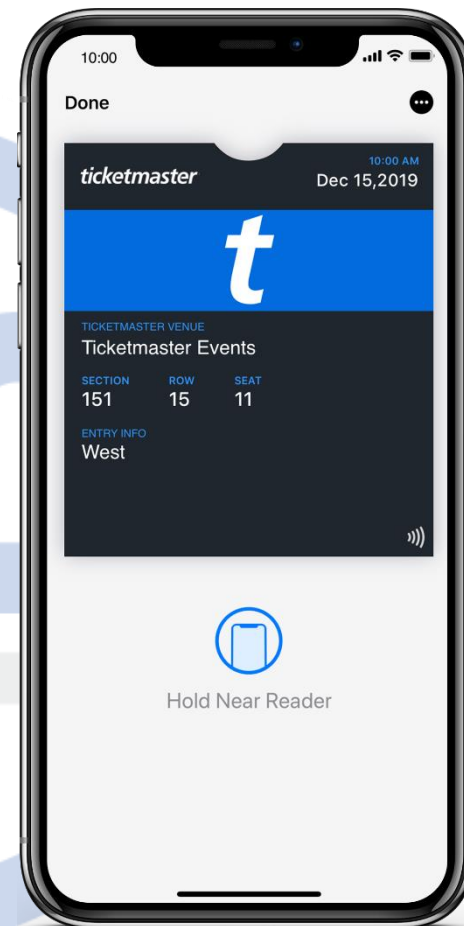 10:00
Done
ticketmaster
10:00 AM
Dec 15,2019
t
TICKETMASTER VENUE
Ticketmaster Events
SECTION ROW SEAT
151 15 11
ENTRY INFO
West
Hold Near Reader